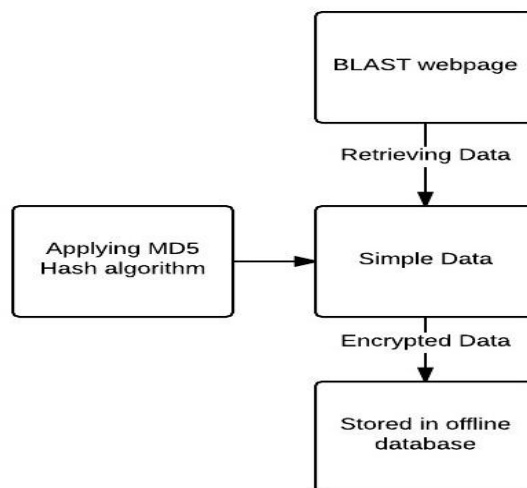 BLAST webpage
Retrieving Data
Applying MD5
Hash algorithm
Simple Data
Encrypted Data
Stored in offline
database